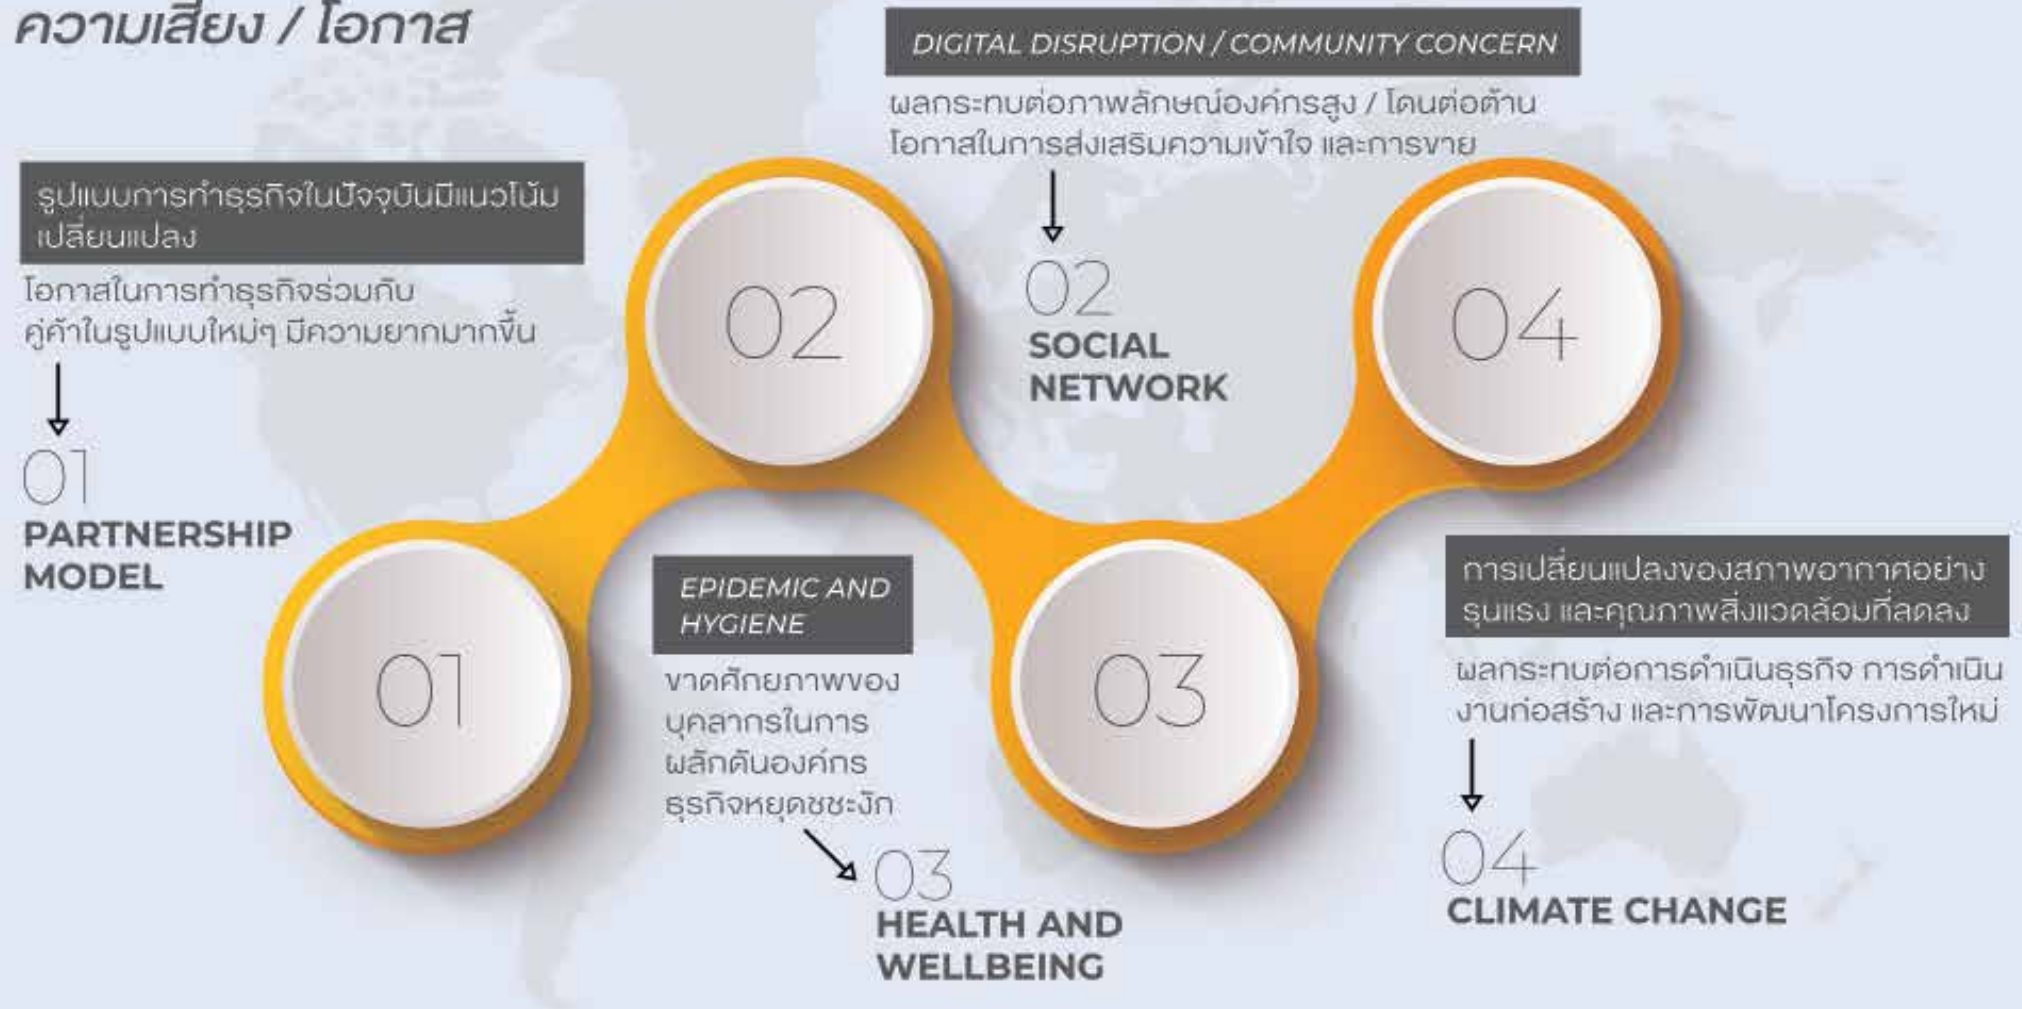 ความเสี่ยง / โอกาส
รูปแบบการทำธุรกิจในปัจจุบันมีแนวโน้ม
เปลี่ยนแปลง
โอกาสในการทำธุรกิจร่วมกับ
คู่ค้าในรูปแบบใหม่ๆ มีความยากมากขึ้น
01
PARTNERSHIP
MODEL
01
02
DIGITAL DISRUPTION / COMMUNITY CONCERN
ผลกระทบต่อภาพลักษณ์องค์กรสูง / โดนต่อต้าน
โอกาสในการส่งเสริมความเข้าใจ และการขาย
02
SOCIAL
NETWORK
EPIDEMIC AND
HYGIENE
ขาดศักยภาพของ
บุคลากรในการ
ผลักดันองค์กร
ธุรกิจหยุดชชะงัก
03
HEALTH AND
WELLBEING
03
04
การเปลี่ยนแปลงของสภาพอากาศอย่าง
รุนแรง และคุณภาพสิ่งแวดล้อมที่ลดลง
ผลกระทบต่อการดำเนินธุรกิจ การดำเนิน
งานก่อสร้าง และการพัฒนาโครงการใหม่
04
CLIMATE CHANGE